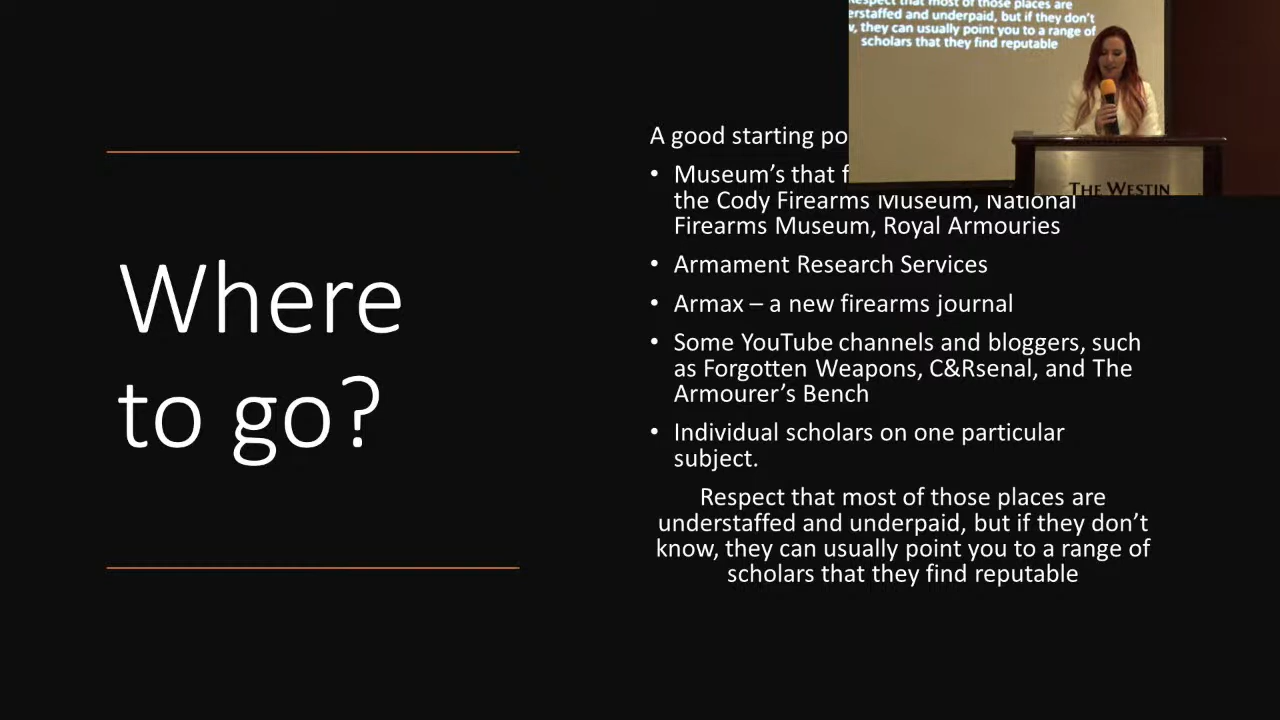 Where
to go?
A good starting po
• Museum’s that f
the Cody Firearms Museum, National
Firearms Museum, Royal Armouries
• Armament Research Services
• Armax – a new firearms journal
• Some YouTube channels and bloggers, such
as Forgotten Weapons, C&Rsenal, and The
Armourer’s Bench
• Individual scholars on one particular
subject.
Respect that most of those places are
understaffed and underpaid, but if they don’t
know, they can usually point you to a range of
scholars that they find reputable
Respect that most of those places are
erstaffed and underpaid, but if they don’t
w, they can usually point you to a range of
scholars that they find reputable
THE WESTIN